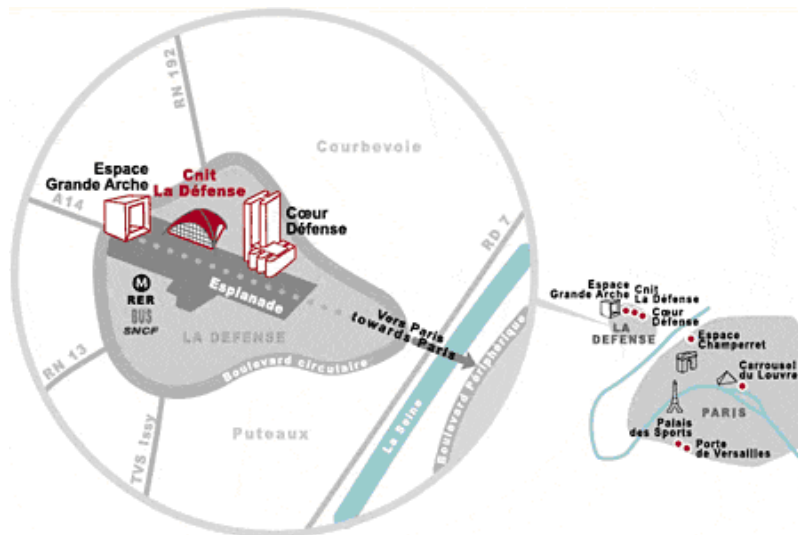 RN 192
Courbevoie
Espace
Grande Arche
Cnit
La Défense
A14
Cœur
Défense
RD 7
M
RER
BUS
SNCF
Esplanade
LA DEFENSE
Vers Paris
towards Paris
RN 13
Boulevard circulaire
Boulevard Périphérique
La Seine
TVS Issy
Puteaux
Espace
Grande Arche
Cnit
La Défense
Cœur
Défense
LA
DEFENSE
Espace
Champerret
Carrousel
du Louvre
PARIS
Palais
des Sports
Porte
de Versailles